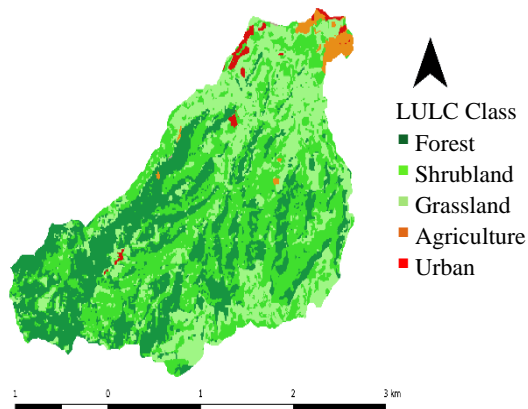 LULC Class
Forest
Shrubland
Grassland
Agriculture
Urban
1 0 1 2 3 km